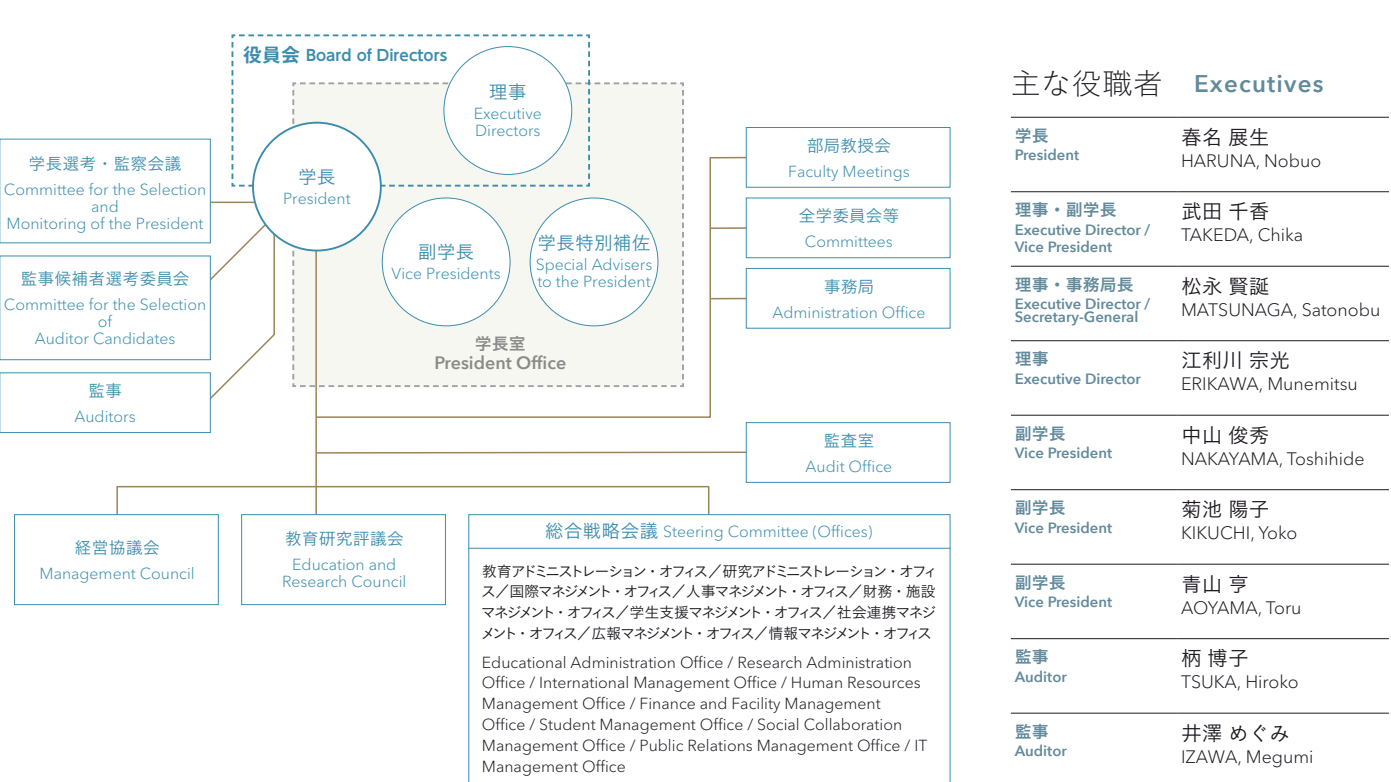 役員会 Board of Directors
理事
Executive
Directors
学長
President
副学長
Vice Presidents
学長特別補佐
Special Advisers
to the President
学長室
President Office
学長選考・監察会議
Committee for the Selection
and
Monitoring of the President
監事候補者選考委員会
Committee for the Selection
of
Auditor Candidates
監事
Auditors
部局教授会
Faculty Meetings
全学委員会等
Committees
事務局
Administration Office
監査室
Audit Office
経営協議会
Management Council
教育研究評議会
Education and
Research Council
総合戦略会議 Steering Committee (Offices)
教育アドミニストレーション・オフィス／研究アドミニストレーション・オフィ
ス／国際マネジメント・オフィス／人事マネジメント・オフィス／財務・施設
マネジメント・オフィス／学生支援マネジメント・オフィス／社会連携マネジ
メント・オフィス／広報マネジメント・オフィス／情報マネジメント・オフィス
Educational Administration Office / Research Administration
Office / International Management Office / Human Resources
Management Office / Finance and Facility Management
Office / Student Management Office / Social Collaboration
Management Office / Public Relations Management Office / IT
Management Office
主な役職者 Executives
学長
President
春名 展生
HARUNA, Nobuo
理事・副学長
Executive Director /
Vice President
武田 千香
TAKEDA, Chika
理事・事務局長
Executive Director /
Secretary-General
松永 賢誕
MATSUNAGA, Satonobu
理事
Executive Director
江利川 宗光
ERIKAWA, Munemitsu
副学長
Vice President
中山 俊秀
NAKAYAMA, Toshihide
副学長
Vice President
菊池 陽子
KIKUCHI, Yoko
副学長
Vice President
青山 亨
AOYAMA, Toru
監事
Auditor
柄 博子
TSUKA, Hiroko
監事
Auditor
井澤 めぐみ
IZAWA, Megumi